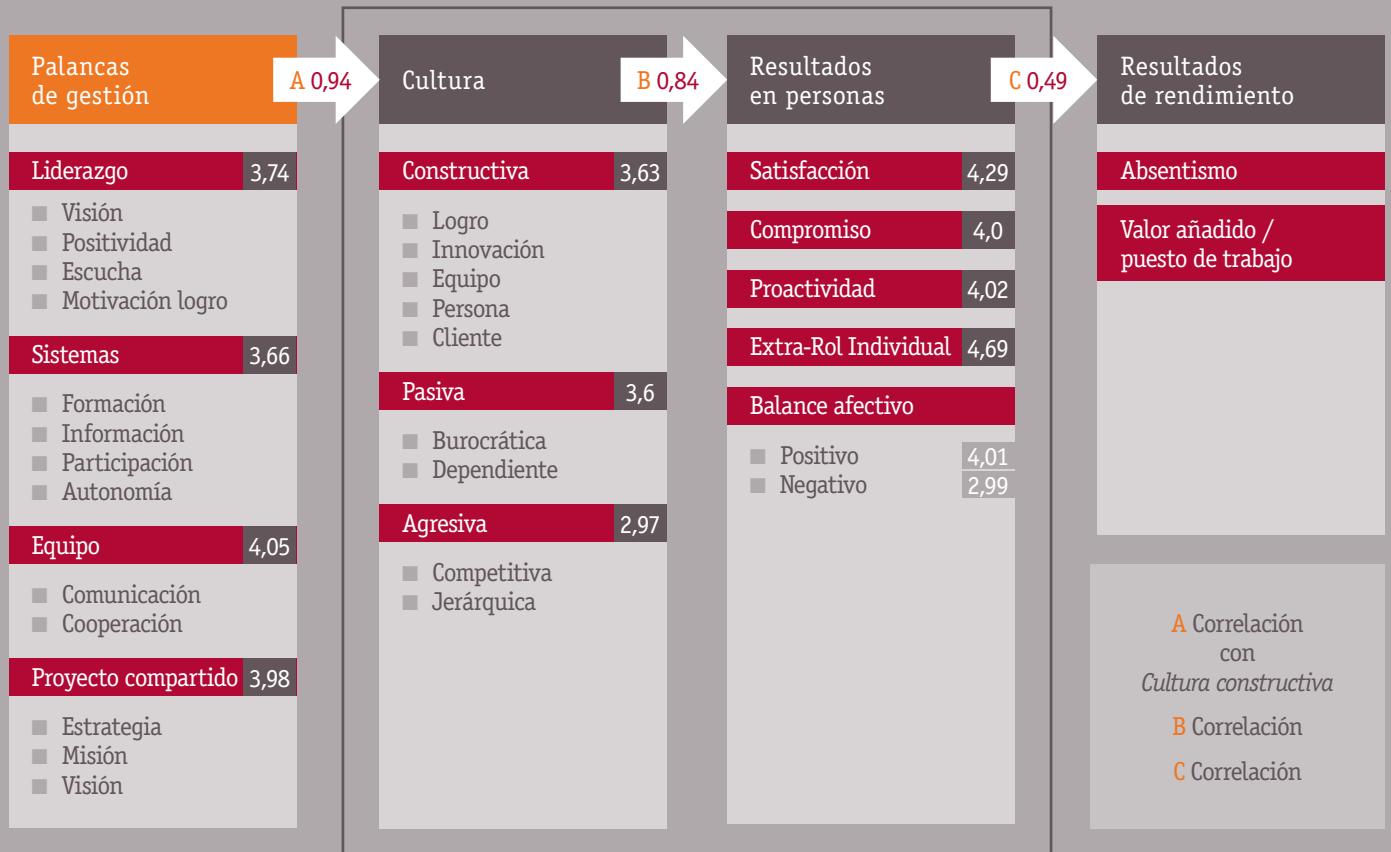 Palancas
de gestión
A 0,94
Liderazgo 3,74
Visión
Positividad
Escucha
Motivación logro
Sistemas 3,66
Formación
Información
Participación
Autonomía
Equipo 4,05
Comunicación
Cooperación
Proyecto compartido 3,98
Estrategia
Misión
Visión
Cultura
B 0,84
Constructiva 3,63
Logro
Innovación
Equipo
Persona
Cliente
Pasiva 3,6
Burocrática
Dependiente
Agresiva 2,97
Competitiva
Jerárquica
Resultados
en personas
C 0,49
Satisfacción 4,29
Compromiso 4,0
Proactividad 4,02
Extra-Rol Individual 4,69
Balance afectivo
Positivo 4,01
Negativo 2,99
Resultados
de rendimiento
Absentismo
Valor añadido /
puesto de trabajo
A Correlación
con
Cultura constructiva
B Correlación
C Correlación